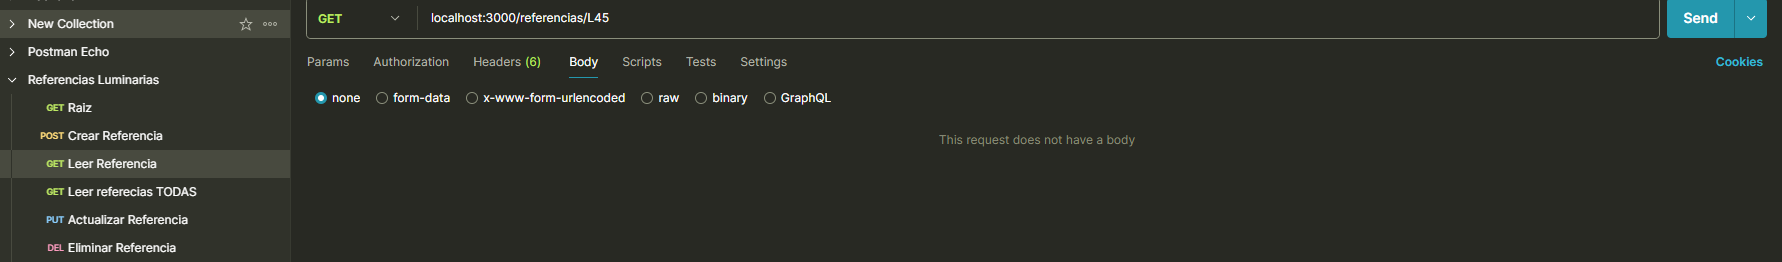 New Collection
Postman Echo
Referencias Luminarias
GET Raiz
POST Crear Referencia
GET Leer Referencia
GET Leer referecias TODAS
PUT Actualizar Referencia
DEL Eliminar Referencia
GET localhost:3000/referencias/L45 Send
Params Authorization Headers (6) Body Scripts Tests Settings Cookies
none form-data x-www-form-urlencoded raw binary GraphQL
This request does not have a body